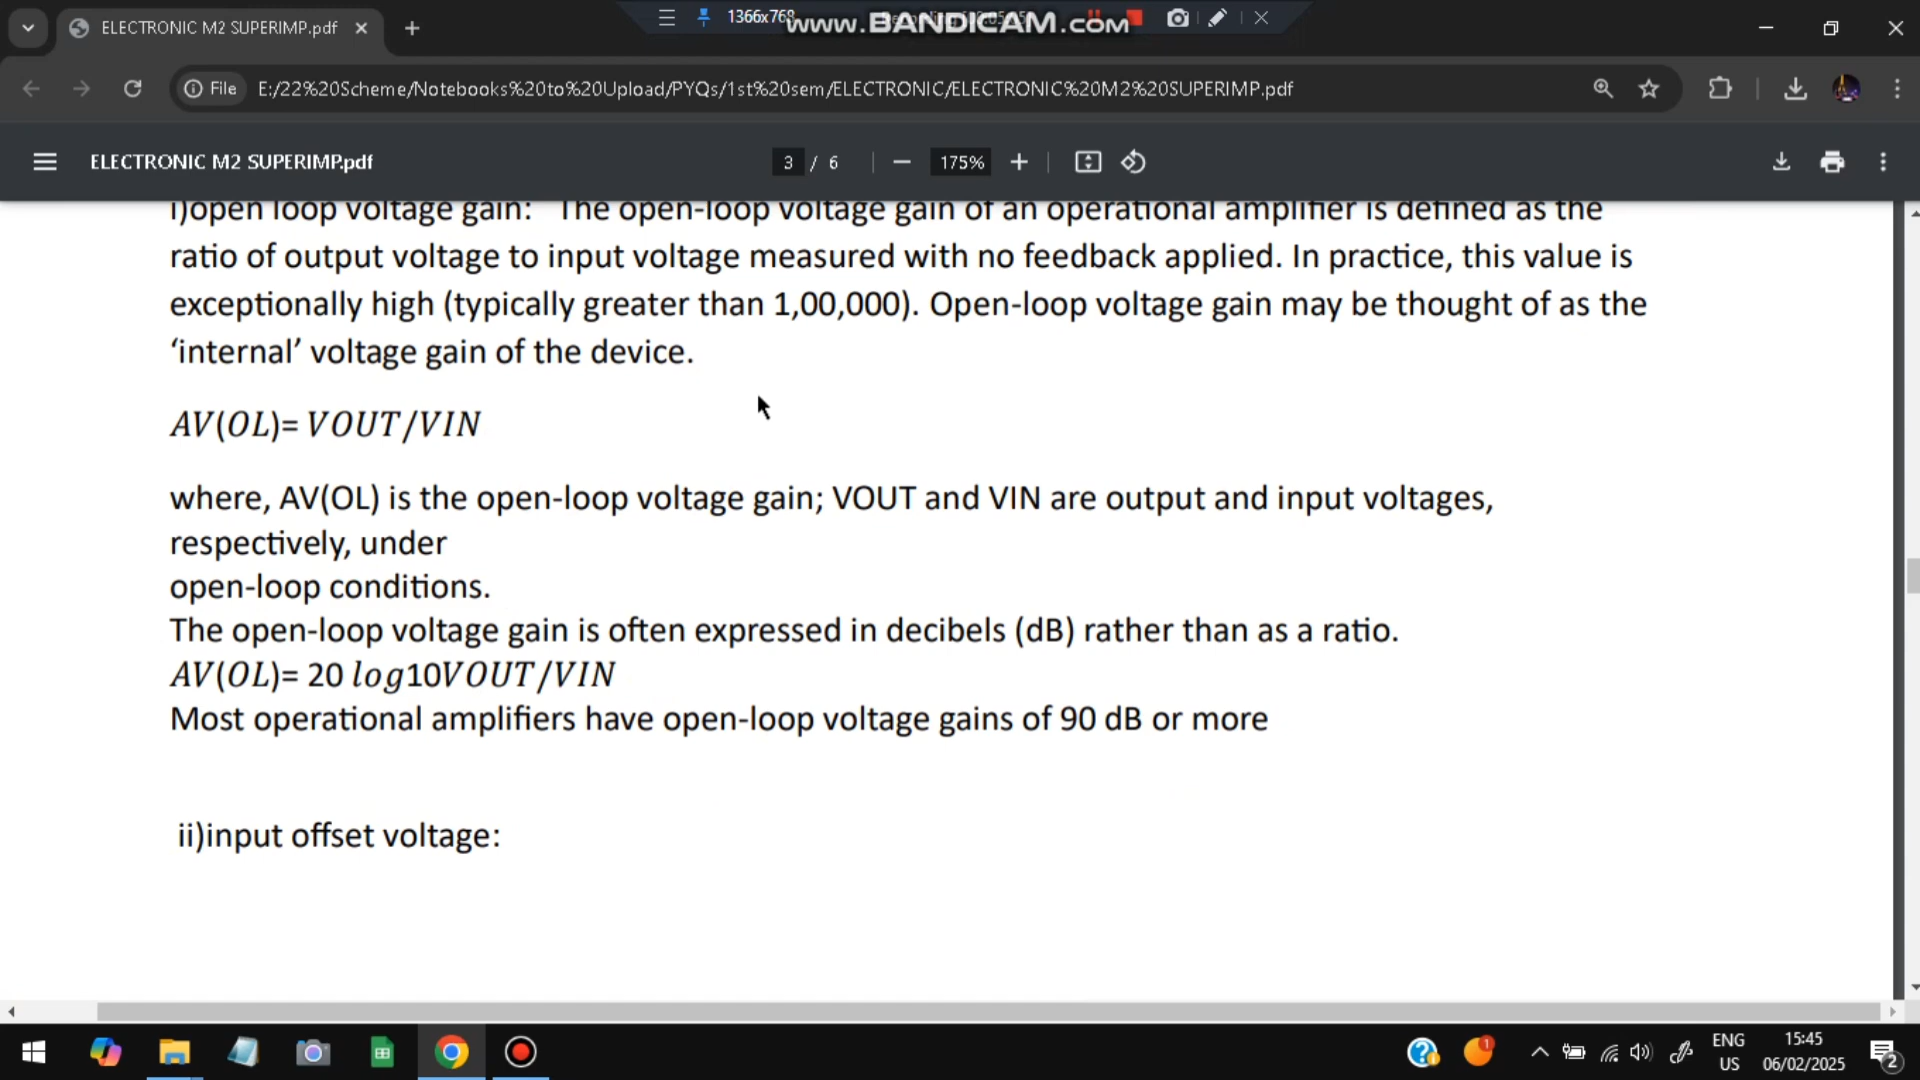 ELECTRONIC M2 SUPERIMP.pdf
1366x768
www.BANDICAM.com
File
E:/22%20Scheme/Notebooks%20to%20Upload/PYQs/1st%20sem/ELECTRONIC/ELECTRONIC%20M2%20SUPERIMP.pdf
ELECTRONIC M2 SUPERIMP.pdf
3 / 6
175%
i)open loop voltage gain: The open-loop voltage gain of an operational amplifier is defined as the
ratio of output voltage to input voltage measured with no feedback applied. In practice, this value is
exceptionally high (typically greater than 1,00,000). Open-loop voltage gain may be thought of as the
‘internal’ voltage gain of the device.
AV(OL)= VOUT/VIN
where, AV(OL) is the open-loop voltage gain; VOUT and VIN are output and input voltages,
respectively, under
open-loop conditions.
The open-loop voltage gain is often expressed in decibels (dB) rather than as a ratio.
AV(OL)= 20 log10VOUT/VIN
Most operational amplifiers have open-loop voltage gains of 90 dB or more
ii)input offset voltage:
1
ENG
US
15:45
06/02/2025
2